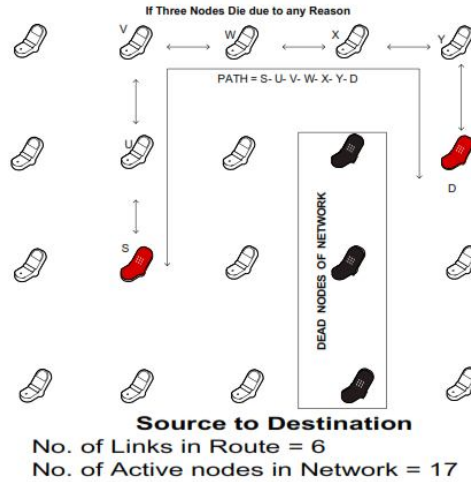 If Three Nodes Die due to any Reason
V
W
X
Y
PATH = S- U- V- W- X- Y- D
U
D
S
DEAD NODES OF NETWORK
Source to Destination
No. of Links in Route = 6
No. of Active nodes in Network = 17